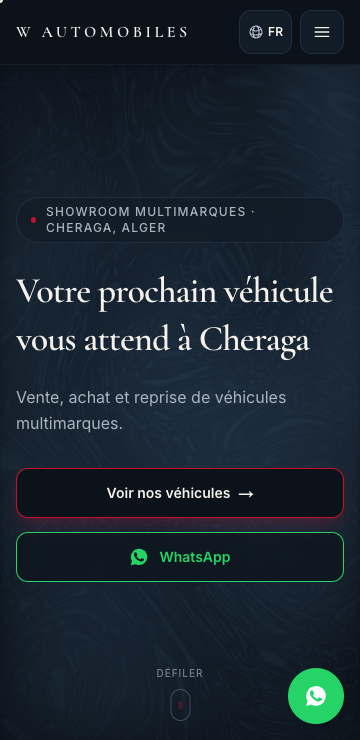 W AUTOMOBILES
FR
SHOWROOM MULTIMARQUES ·
CHERAGA, ALGER
Votre prochain véhicule
vous attend à Cheraga
Vente, achat et reprise de véhicules
multimarques.
Voir nos véhicules →
WhatsApp
DÉFILER